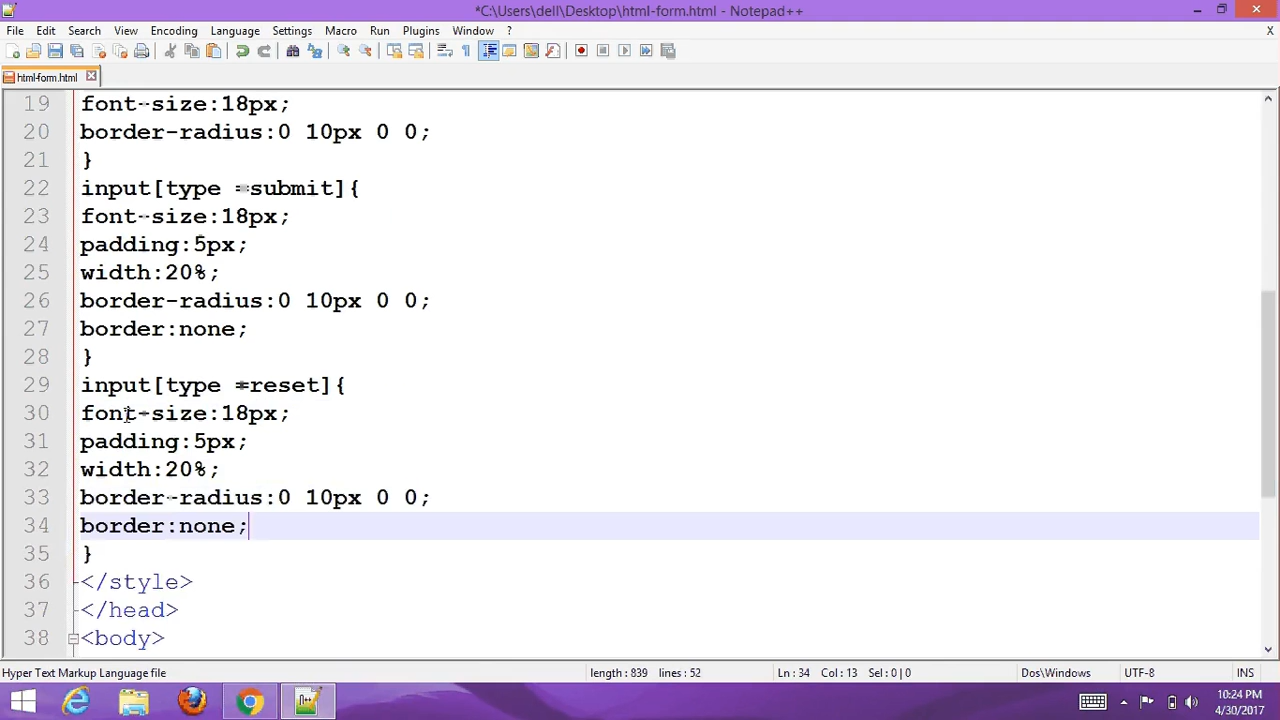 *C:\Users\dell\Desktop\html-form.html - Notepad++
File Edit Search View Encoding Language Settings Macro Run Plugins Window ? X
html-form.html
19 font-size:18px;
20 border-radius:0 10px 0 0;
21 }
22 input[type =submit]{
23 font-size:18px;
24 padding:5px;
25 width:20%;
26 border-radius:0 10px 0 0;
27 border:none;
28 }
29 input[type =reset]{
30 font-size:18px;
31 padding:5px;
32 width:20%;
33 border-radius:0 10px 0 0;
34 border:none;
35 }
36 </style>
37 </head>
38 <body>
Hyper Text Markup Language file length : 839 lines : 52 Ln : 34 Col : 13 Sel : 0 | 0 Dos\Windows UTF-8 INS
10:24 PM
4/30/2017